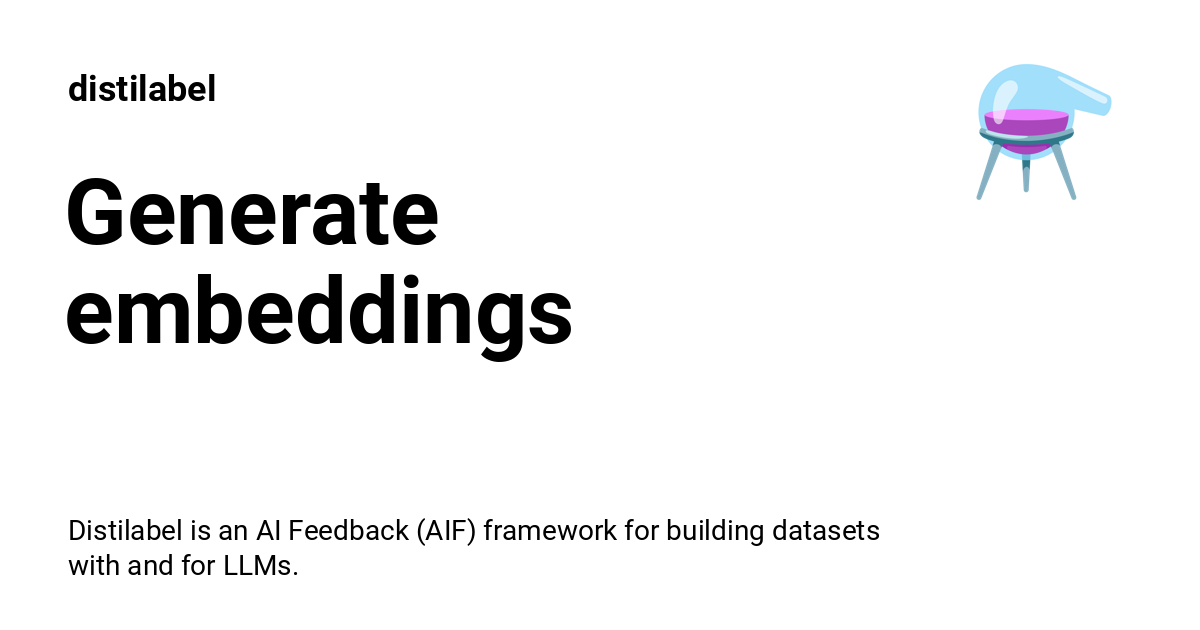 distilabel
Generate
embeddings
Distilabel is an AI Feedback (AIF) framework for building datasets
with and for LLMs.